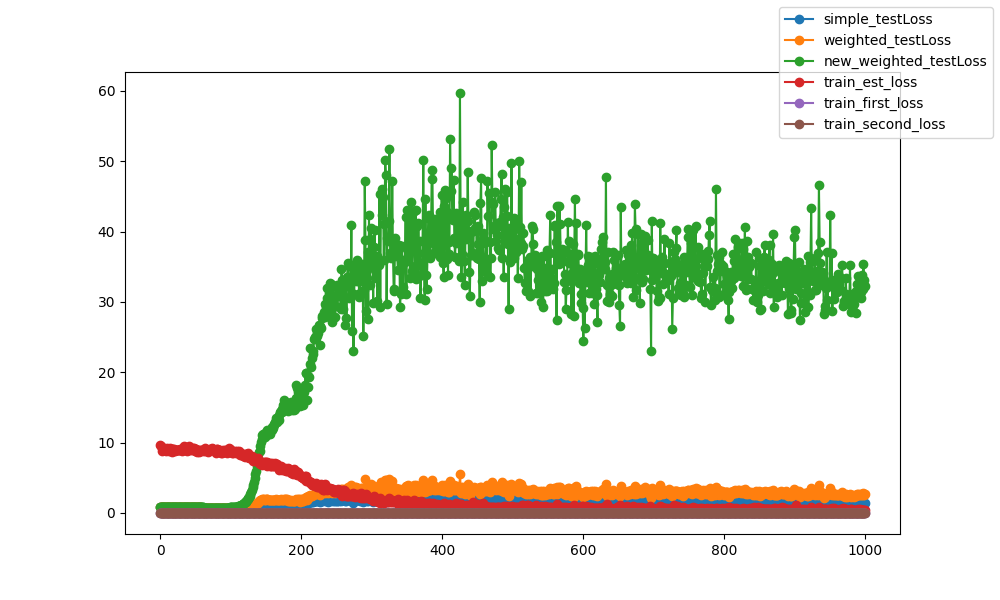 simple_testLoss
weighted_testLoss
new_weighted_testLoss
train_est_loss
train_first_loss
train_second_loss
60
50
40
30
20
10
0
0 200 400 600 800 1000